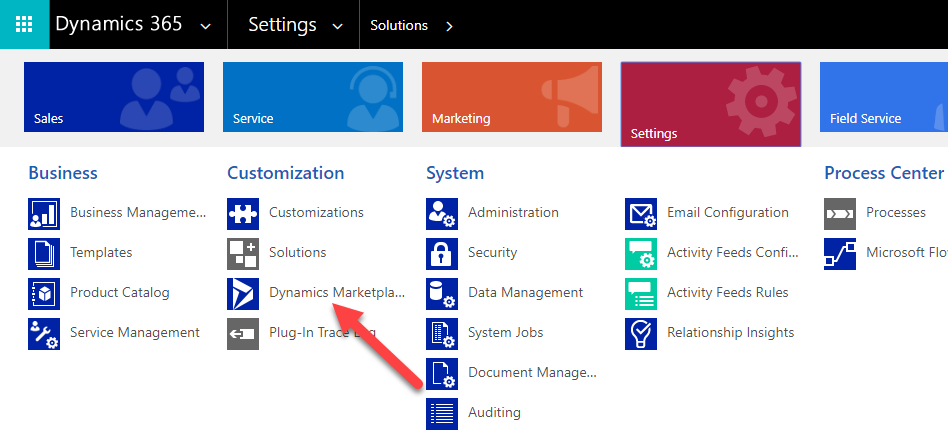 Dynamics 365
Settings
Solutions
Sales
Service
Marketing
Settings
Field Service
Business
Business Manageme...
Templates
Product Catalog
Service Management
Customization
Customizations
Solutions
Dynamics Marketpla...
Plug-In Trace Log
System
Administration
Security
Data Management
System Jobs
Document Manage...
Auditing
Email Configuration
Activity Feeds Confi...
Activity Feeds Rules
Relationship Insights
Process Center
Processes
Microsoft Flo